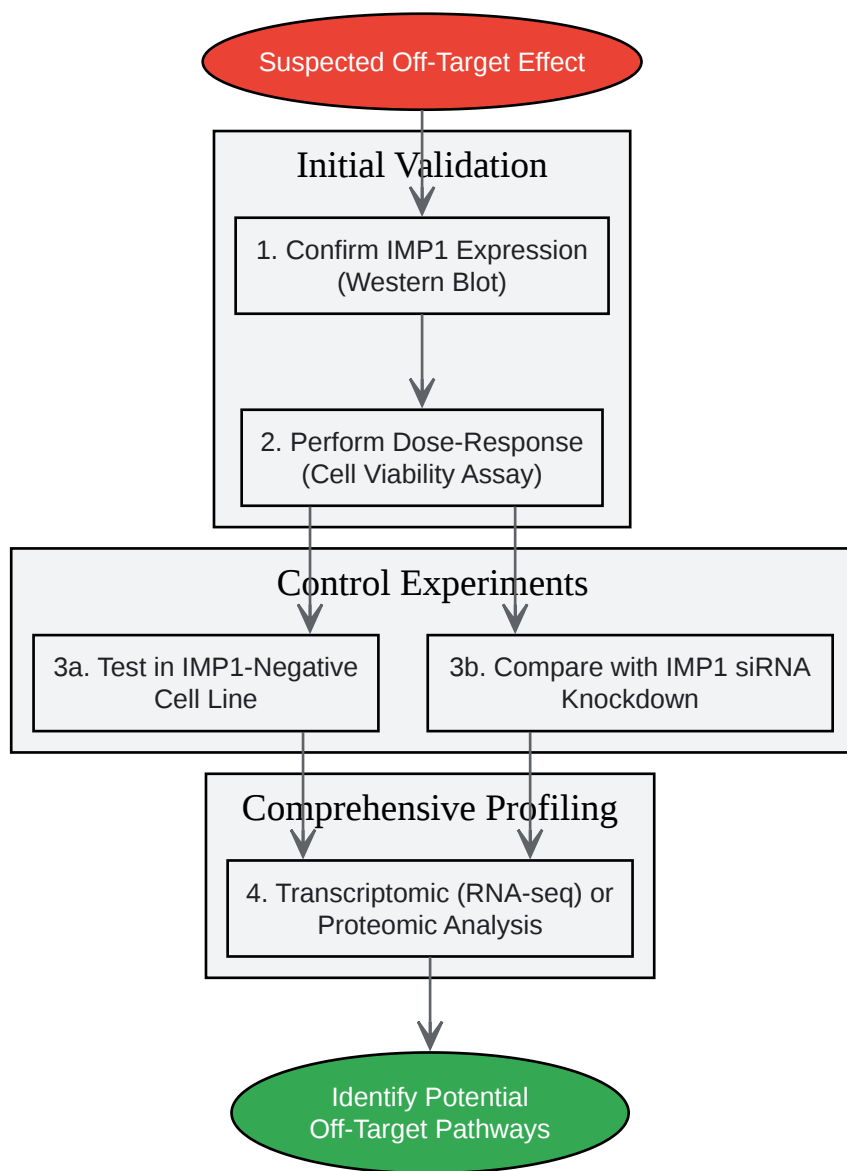 Suspected Off-Target Effect
Initial Validation
1. Confirm IMP1 Expression
(Western Blot)
2. Perform Dose-Response
(Cell Viability Assay)
Control Experiments
3a. Test in IMP1-Negative
Cell Line
3b. Compare with IMP1 siRNA
Knockdown
Comprehensive Profiling
4. Transcriptomic (RNA-seq) or
Proteomic Analysis
Identify Potential
Off-Target Pathways